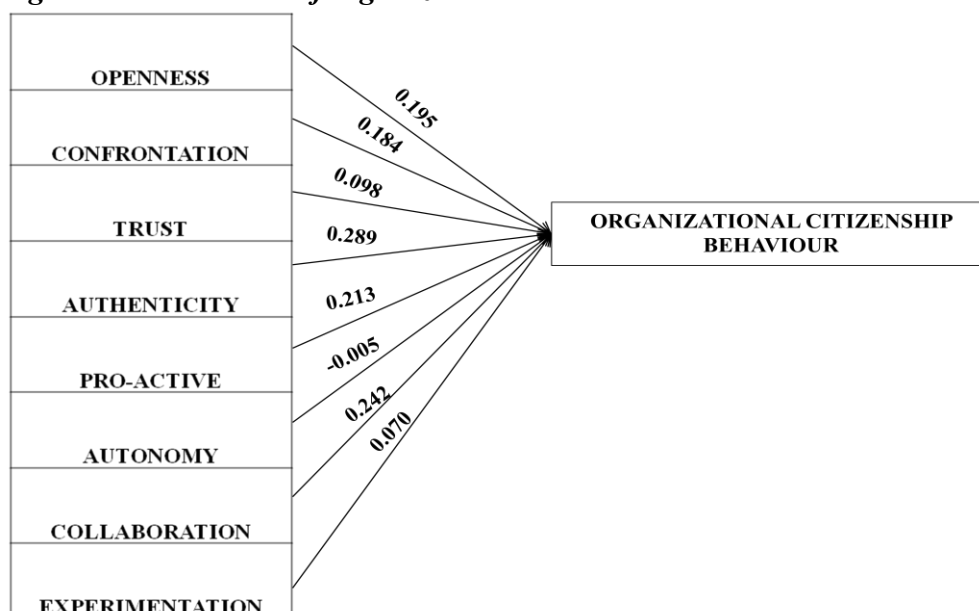 OPENNESS
CONFRONTATION
TRUST
AUTHENTICITY
PRO-ACTIVE
AUTONOMY
COLLABORATION
EXPERIMENTATION
0.195
0.184
0.098
0.289
0.213
-0.005
0.242
0.070
ORGANIZATIONAL CITIZENSHIP
BEHAVIOUR